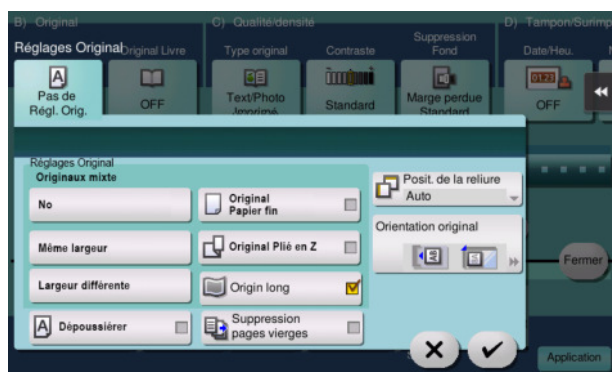 B) Original
C) Qualité/densité
D) Tampon/Surimp
Réglages Original
Original Livre
Type original
Contraste
Suppression
Fond
Date/Heu.
Pas de
Régl. Orig.
OFF
Text/Photo
Imprimé
Standard
Marge perdue
Standard
0123
OFF
Réglages Original
Originaux mixte
No
Original
Papier fin
Posit. de la reliure
Auto
Même largeur
Original Plié en Z
Orientation original
Largeur différente
Origin long
Fermer
Dépoussiérer
Suppression
pages vierges
Application